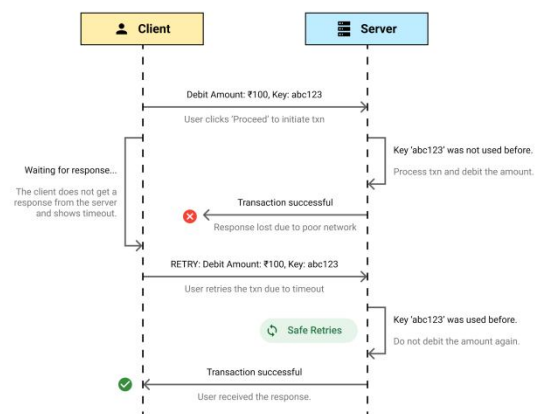 Client
Server
Debit Amount: ₹100, Key: abc123
User clicks 'Proceed' to initiate txn
Key 'abc123' was not used before.
Process txn and debit the amount.
Waiting for response...
The client does not get a
response from the server
and shows timeout.
Transaction successful
Response lost due to poor network
RETRY: Debit Amount: ₹100, Key: abc123
User retries the txn due to timeout
Key 'abc123' was used before.
Do not debit the amount again.
Safe Retries
Transaction successful
User received the response.